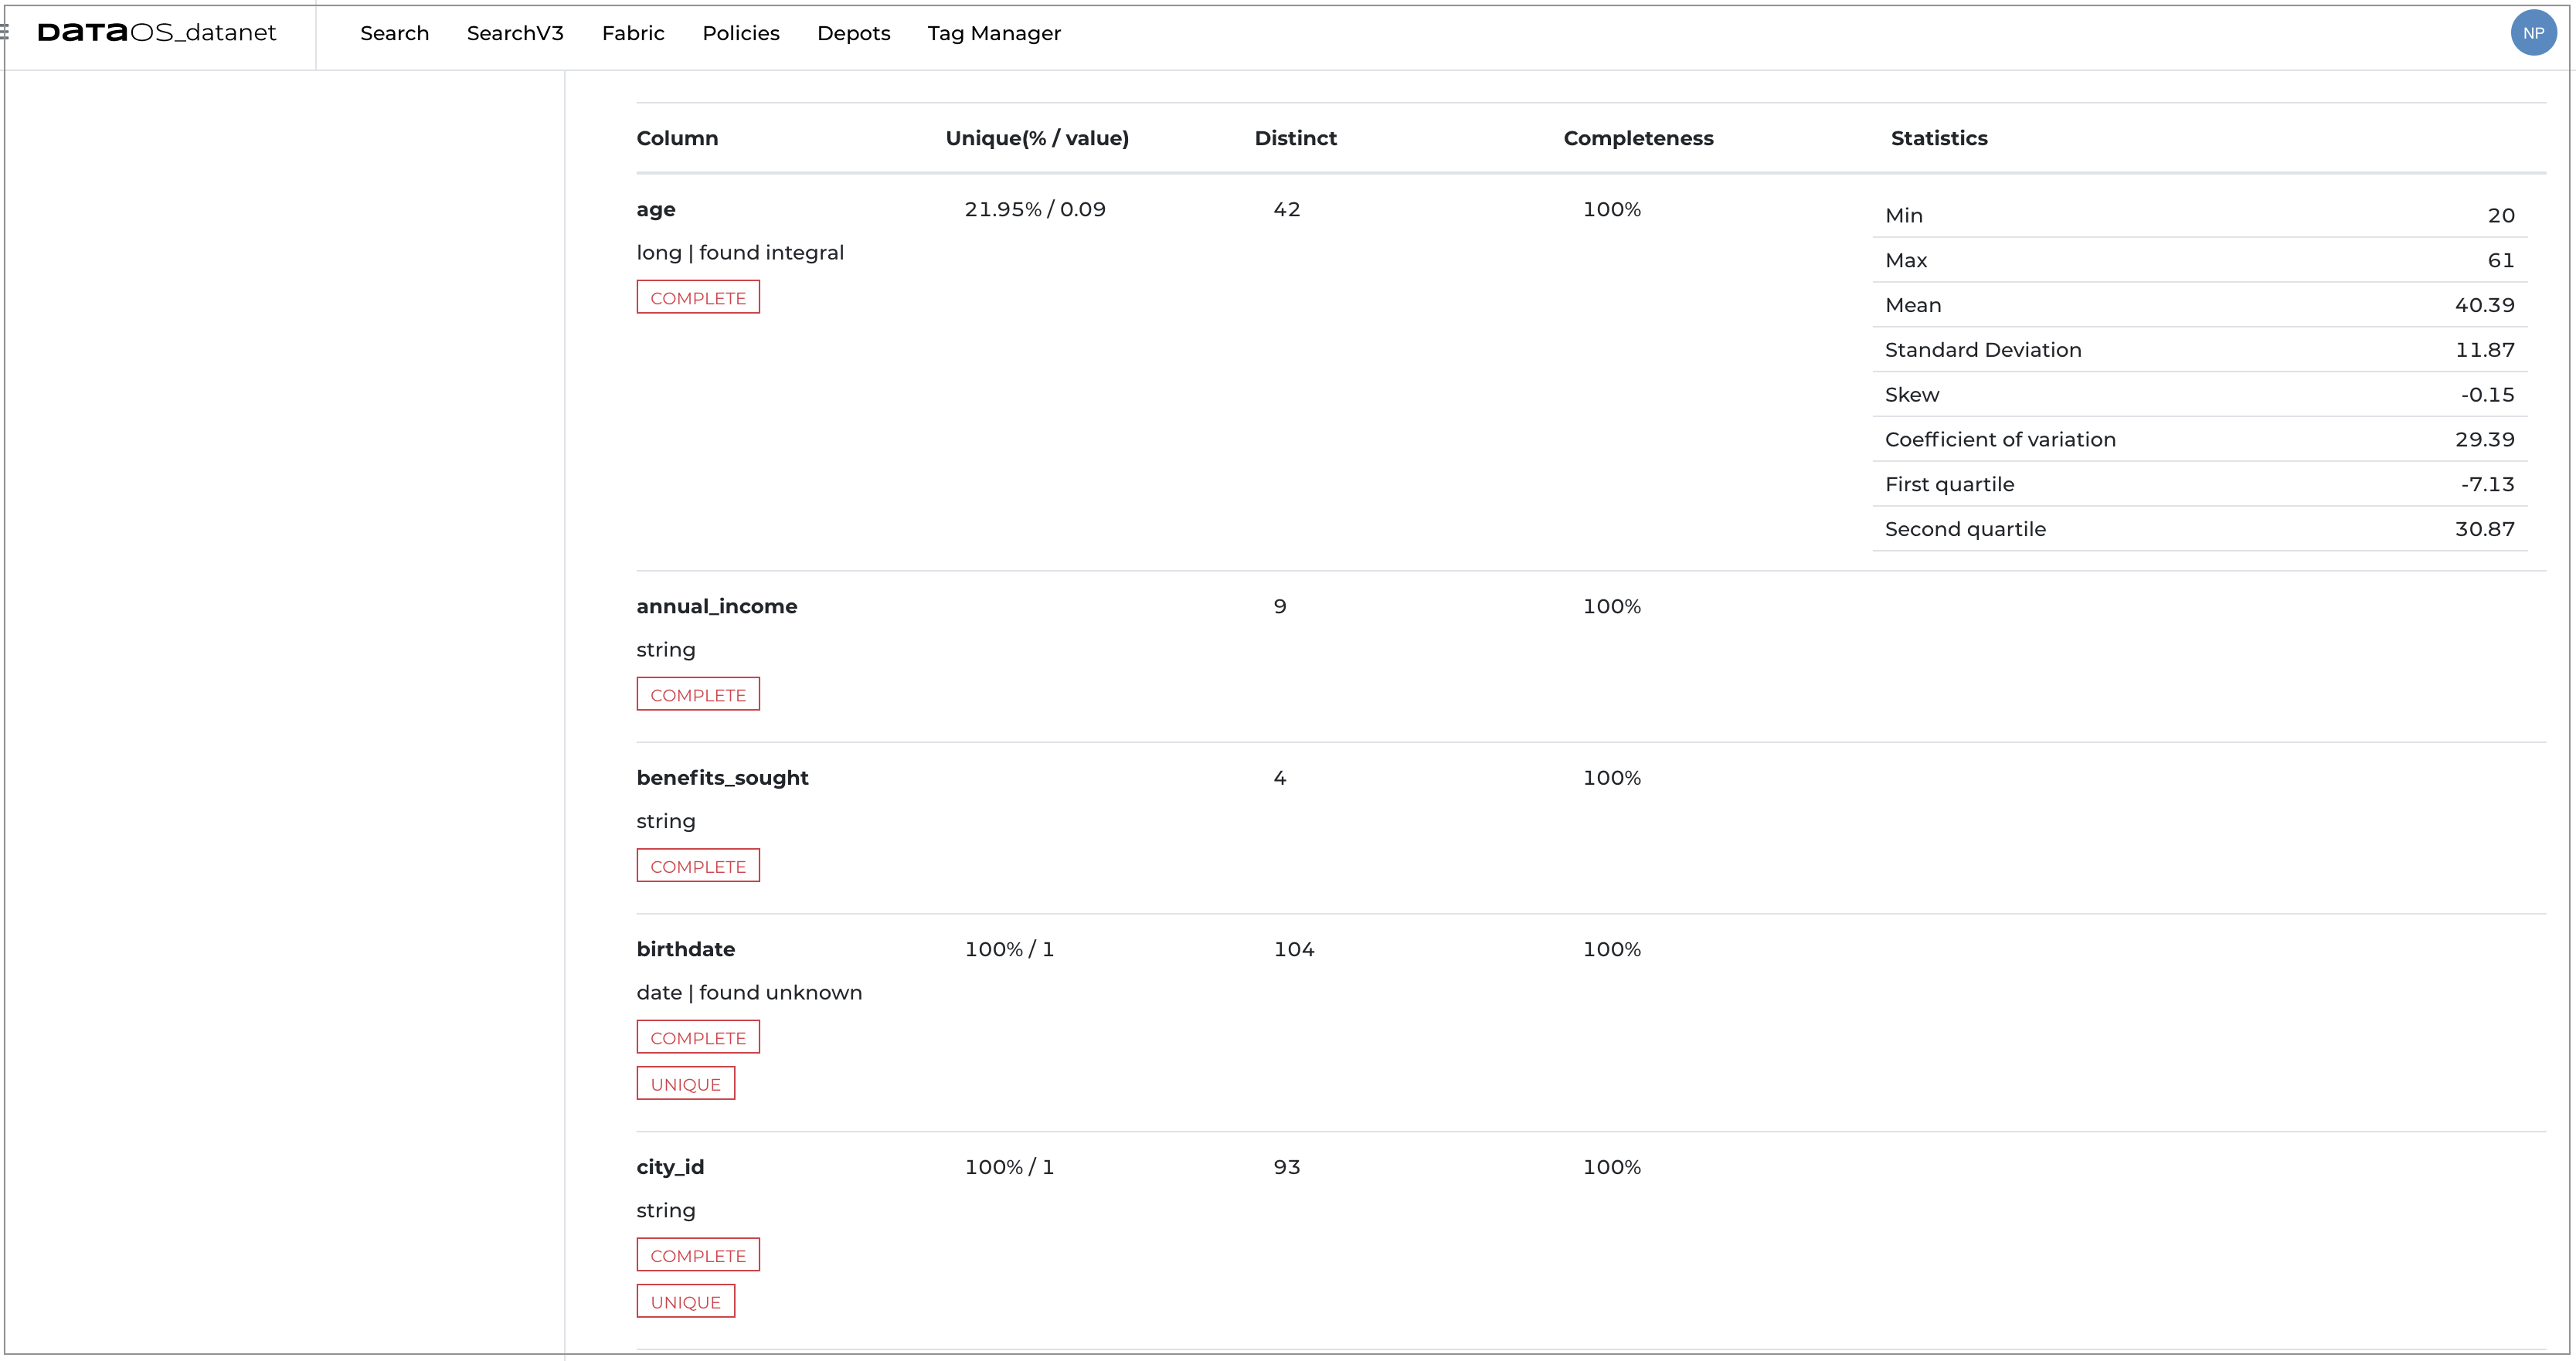 DATAOS_datanet Search SearchV3 Fabric Policies Depots Tag Manager NP
Column Unique(% / value) Distinct Completeness Statistics
age 21.95% / 0.09 42 100%
long | found integral
COMPLETE
Min 20
Max 61
Mean 40.39
Standard Deviation 11.87
Skew -0.15
Coefficient of variation 29.39
First quartile -7.13
Second quartile 30.87
annual_income 9 100%
string
COMPLETE
benefits_sought 4 100%
string
COMPLETE
birthdate 100% / 1 104 100%
date | found unknown
COMPLETE
UNIQUE
city_id 100% / 1 93 100%
string
COMPLETE
UNIQUE